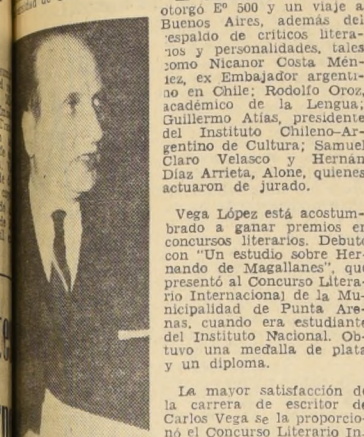 otorgó Eº 500 y un viaje a
Buenos Aires, además del
respaldo de críticos litera-
rios y personalidades, tales
como Nicanor Costa Mén-
dez, ex Embajador argenti-
no en Chile; Rodolfo Oroz,
académico de la Lengua;
Guillermo Atías, presidente
del Instituto Chileno-Ar-
gentino de Cultura; Samuel
Claro Velasco y Hernán
Díaz Arrieta, Alone, quienes
actuaron de jurado.
Vega López está acostum-
brado a ganar premios en
concursos literarios. Debutó
con "Un estudio sobre Her-
nando de Magallanes", que
presentó al Concurso Litera-
rio Internacional de la Mu-
nicipalidad de Punta Are-
nas, cuando era estudiante
del Instituto Nacional. Ob-
tuvo una medalla de plata
y un diploma.
La mayor satisfacción de
la carrera de escritor de
Carlos Vega se la proporcio-
nó el Concurso Literario In-